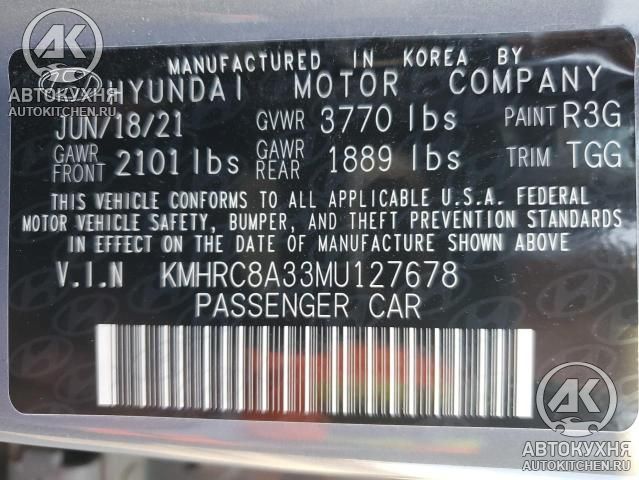 MANUFACTURED IN KOREA BY
HYUNDAI MOTOR COMPANY
JUN/18/21 GVWR 3770 lbs PAINT R3G
GAWR FRONT 2101 lbs GAWR REAR 1889 lbs TRIM TGG
THIS VEHICLE CONFORMS TO ALL APPLICABLE U.S.A. FEDERAL
MOTOR VEHICLE SAFETY, BUMPER, AND THEFT PREVENTION STANDARDS
IN EFFECT ON THE DATE OF MANUFACTURE SHOWN ABOVE
V.I.N KMHRC8A33MU127678
PASSENGER CAR
AK
АВТОКУХНЯ
AUTOKITCHEN.RU
AK
АВТОКУХНЯ
AUTOKITCHEN.RU